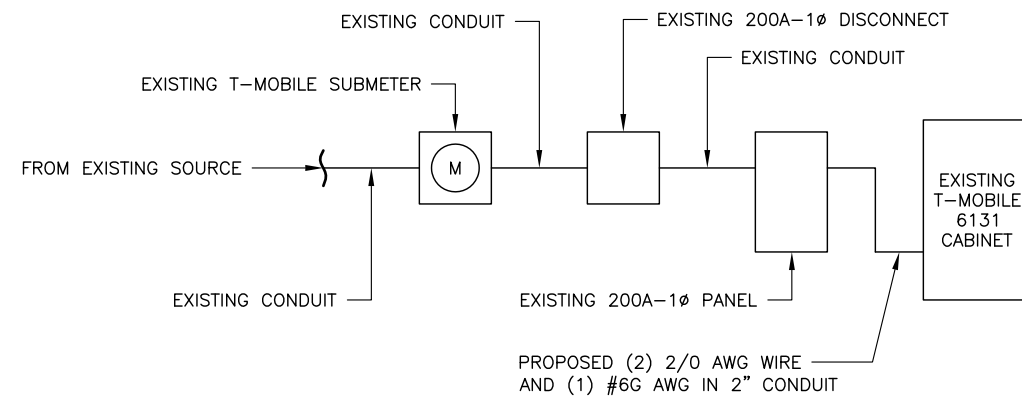 EXISTING CONDUIT
EXISTING 200A-1ø DISCONNECT
EXISTING CONDUIT
EXISTING T-MOBILE SUBMETER
FROM EXISTING SOURCE
M
EXISTING
T-MOBILE
6131
CABINET
EXISTING CONDUIT
EXISTING 200A-1ø PANEL
PROPOSED (2) 2/0 AWG WIRE
AND (1) #6G AWG IN 2" CONDUIT